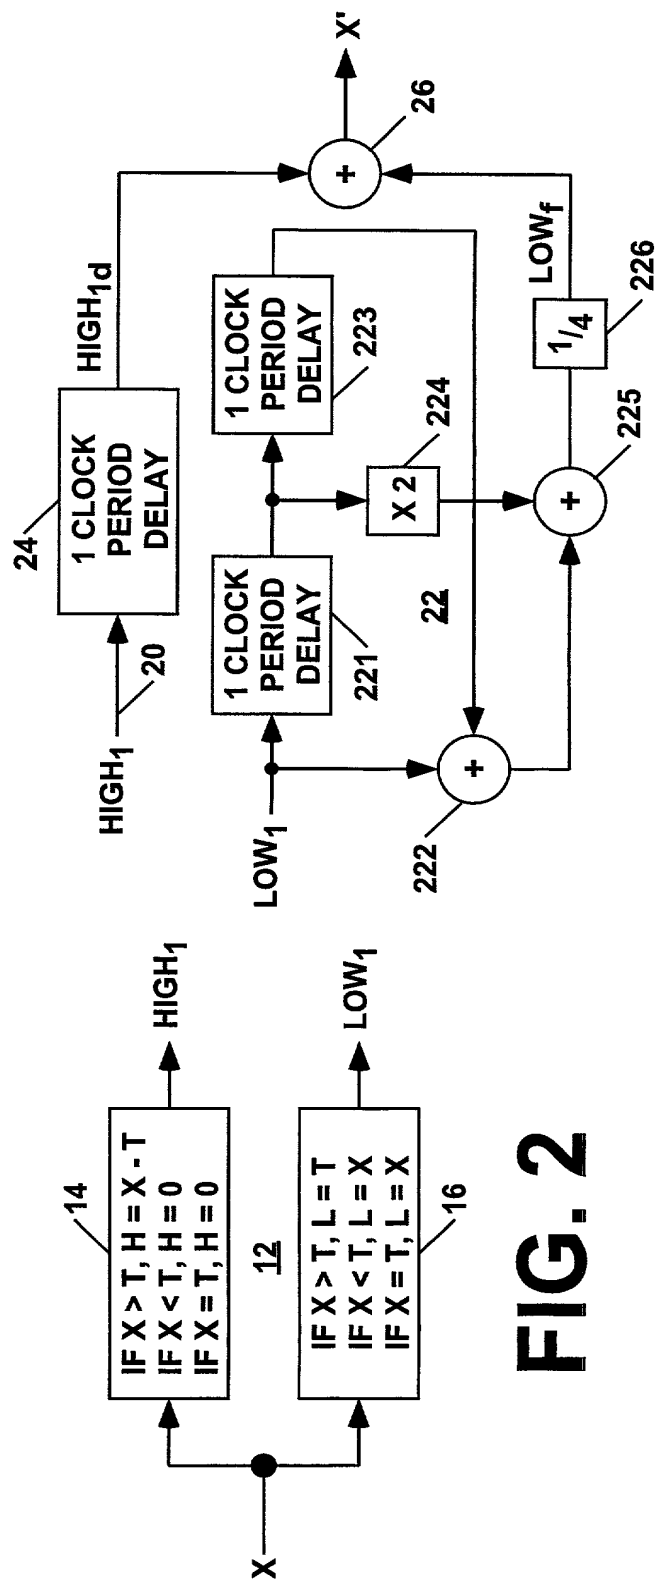 X
14
IF X > T, H = X - T
IF X < T, H = 0
IF X = T, H = 0
HIGH1
12
IF X > T, L = T
IF X < T, L = X
IF X = T, L = X
16
LOW1
HIGH1
20
24
1 CLOCK
PERIOD
DELAY
HIGH1d
LOW1
1 CLOCK
PERIOD
DELAY
221
1 CLOCK
PERIOD
DELAY
223
X 2
224
22
+
222
+
225
1/4
226
LOWf
+
26
X'
FIG. 2